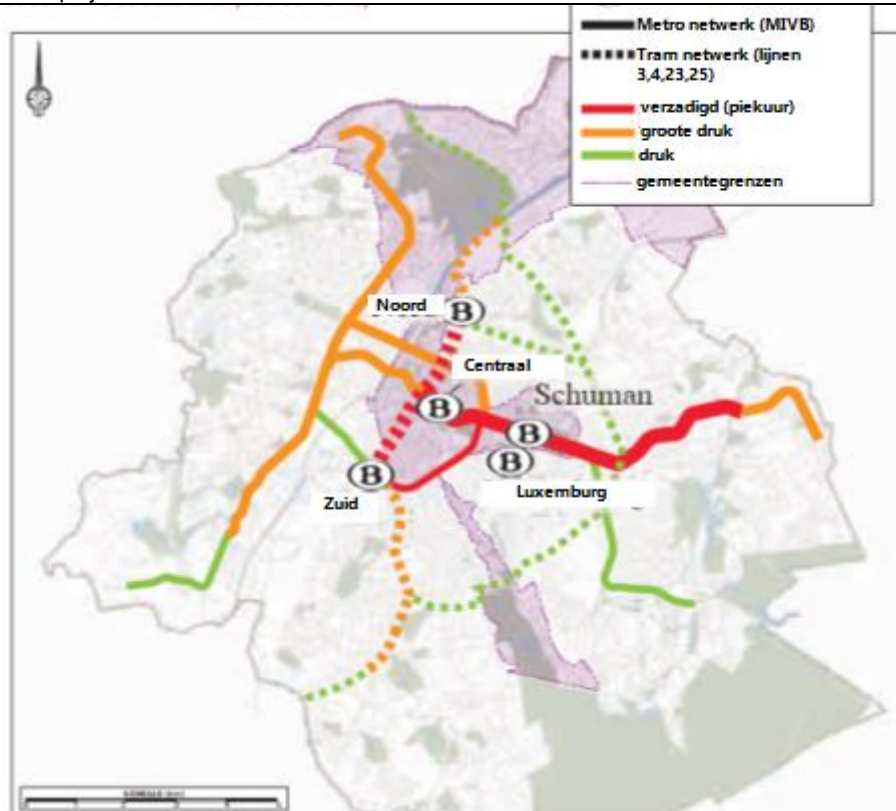 Metro netwerk (MIVB)
Tram netwerk (lijnen
3,4,23,25)
verzadigd (piekuur)
groote druk
druk
gemeentegrenzen
Noord
B
Centraal
Schuman
B
B
B
B
Luxemburg
Zuid